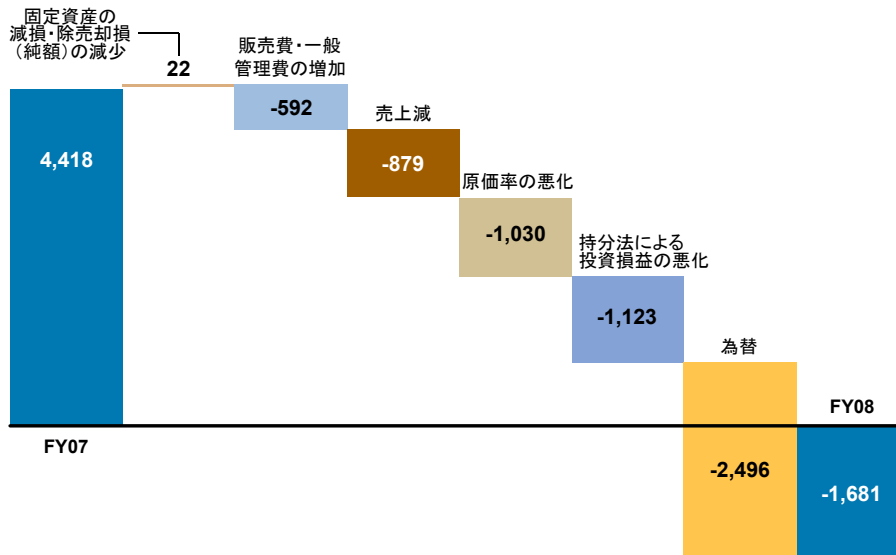 固定資産の
減損・除売却損
（純額）の減少
22
販売費・一般
管理費の増加
-592
売上減
4,418
-879
原価率の悪化
-1,030
持分法による
投資損益の悪化
-1,123
為替
FY08
FY07
-2,496
-1,681